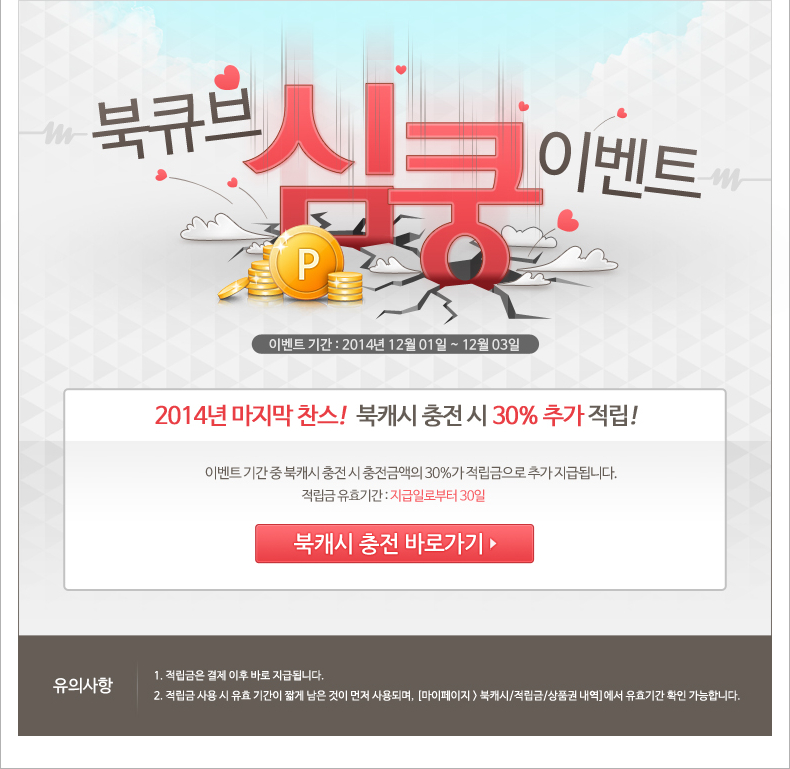 북큐브 심쿵 이벤트
P
이벤트 기간 : 2014년 12월 01일 ~ 12월 03일
2014년 마지막 찬스! 북캐시 충전 시 30% 추가 적립!
이벤트 기간 중 북캐시 충전 시 충전금액의 30%가 적립금으로 추가 지급됩니다.
적립금 유효기간 : 지급일로부터 30일
북캐시 충전 바로가기
유의사항
1. 적립금은 결제 이후 바로 지급됩니다.
2. 적립금 사용 시 유효 기간이 짧게 남은 것이 먼저 사용되며, [마이페이지 > 북캐시/적립금/상품권 내역]에서 유효기간 확인 가능합니다.